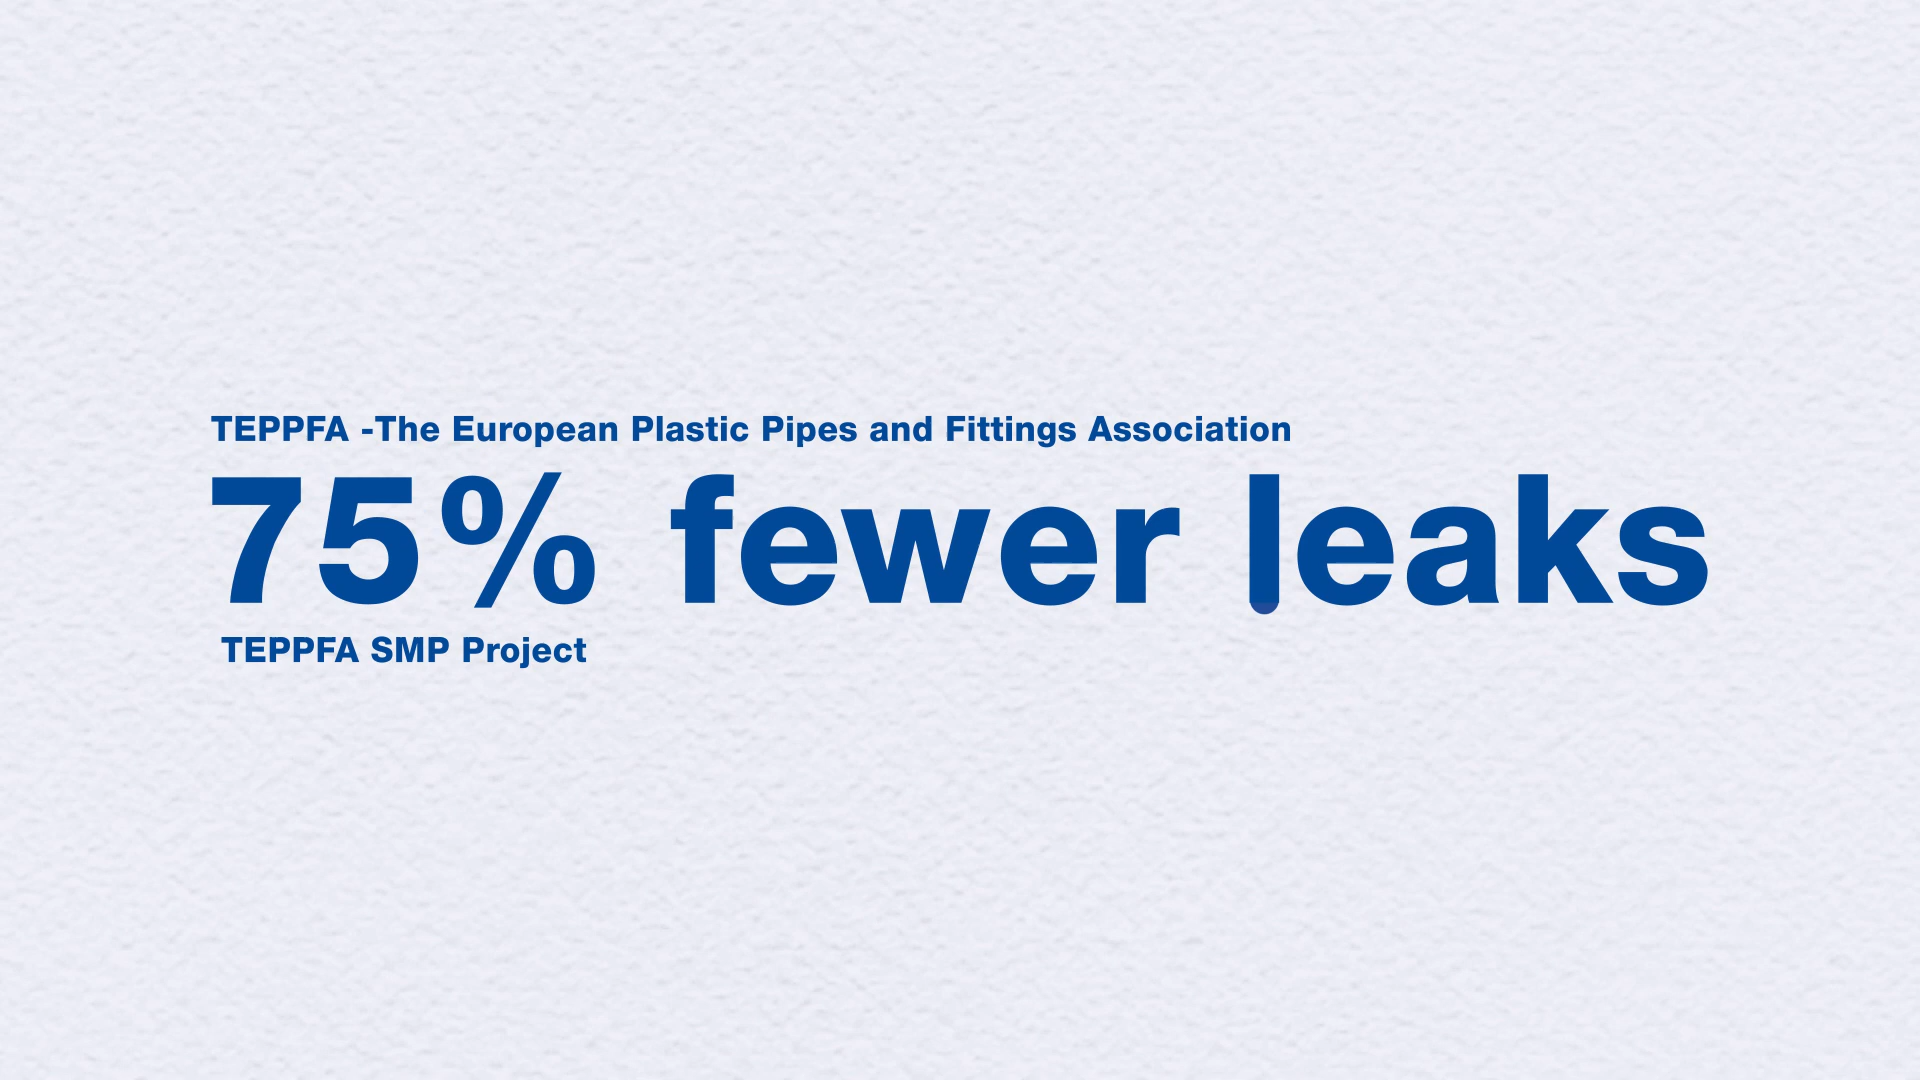 TEPPFA -The European Plastic Pipes and Fittings Association
75% fewer leaks
TEPPFA SMP Project